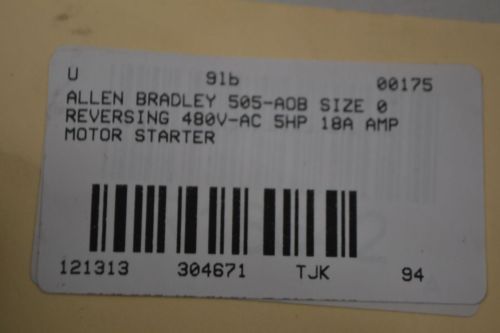 U 91b 00175
ALLEN BRADLEY 505-AOB SIZE 0
REVERSING 480V-AC 5HP 18A AMP
MOTOR STARTER
121313 304671 TJK 94